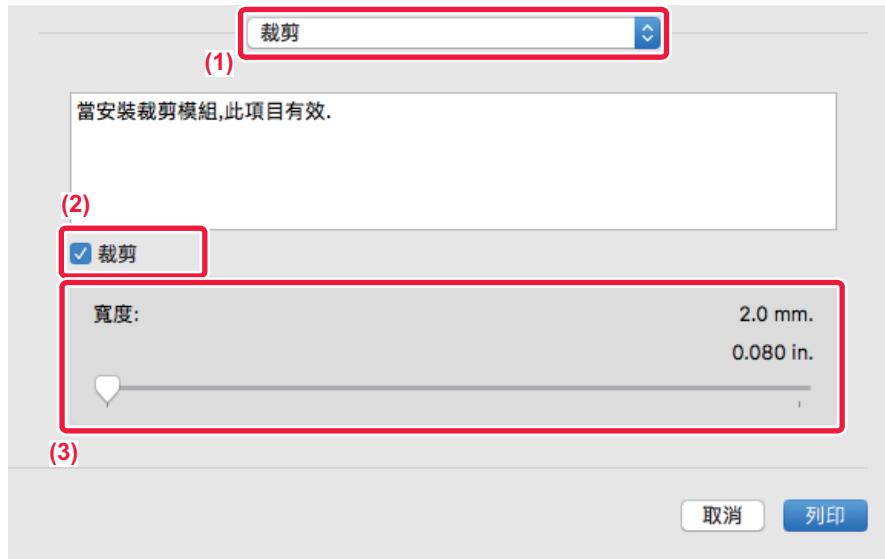 裁剪
(1)
當安裝裁剪模組,此項目有效.
(2)
裁剪
寬度: 2.0 mm.
0.080 in.
(3)
取消 列印